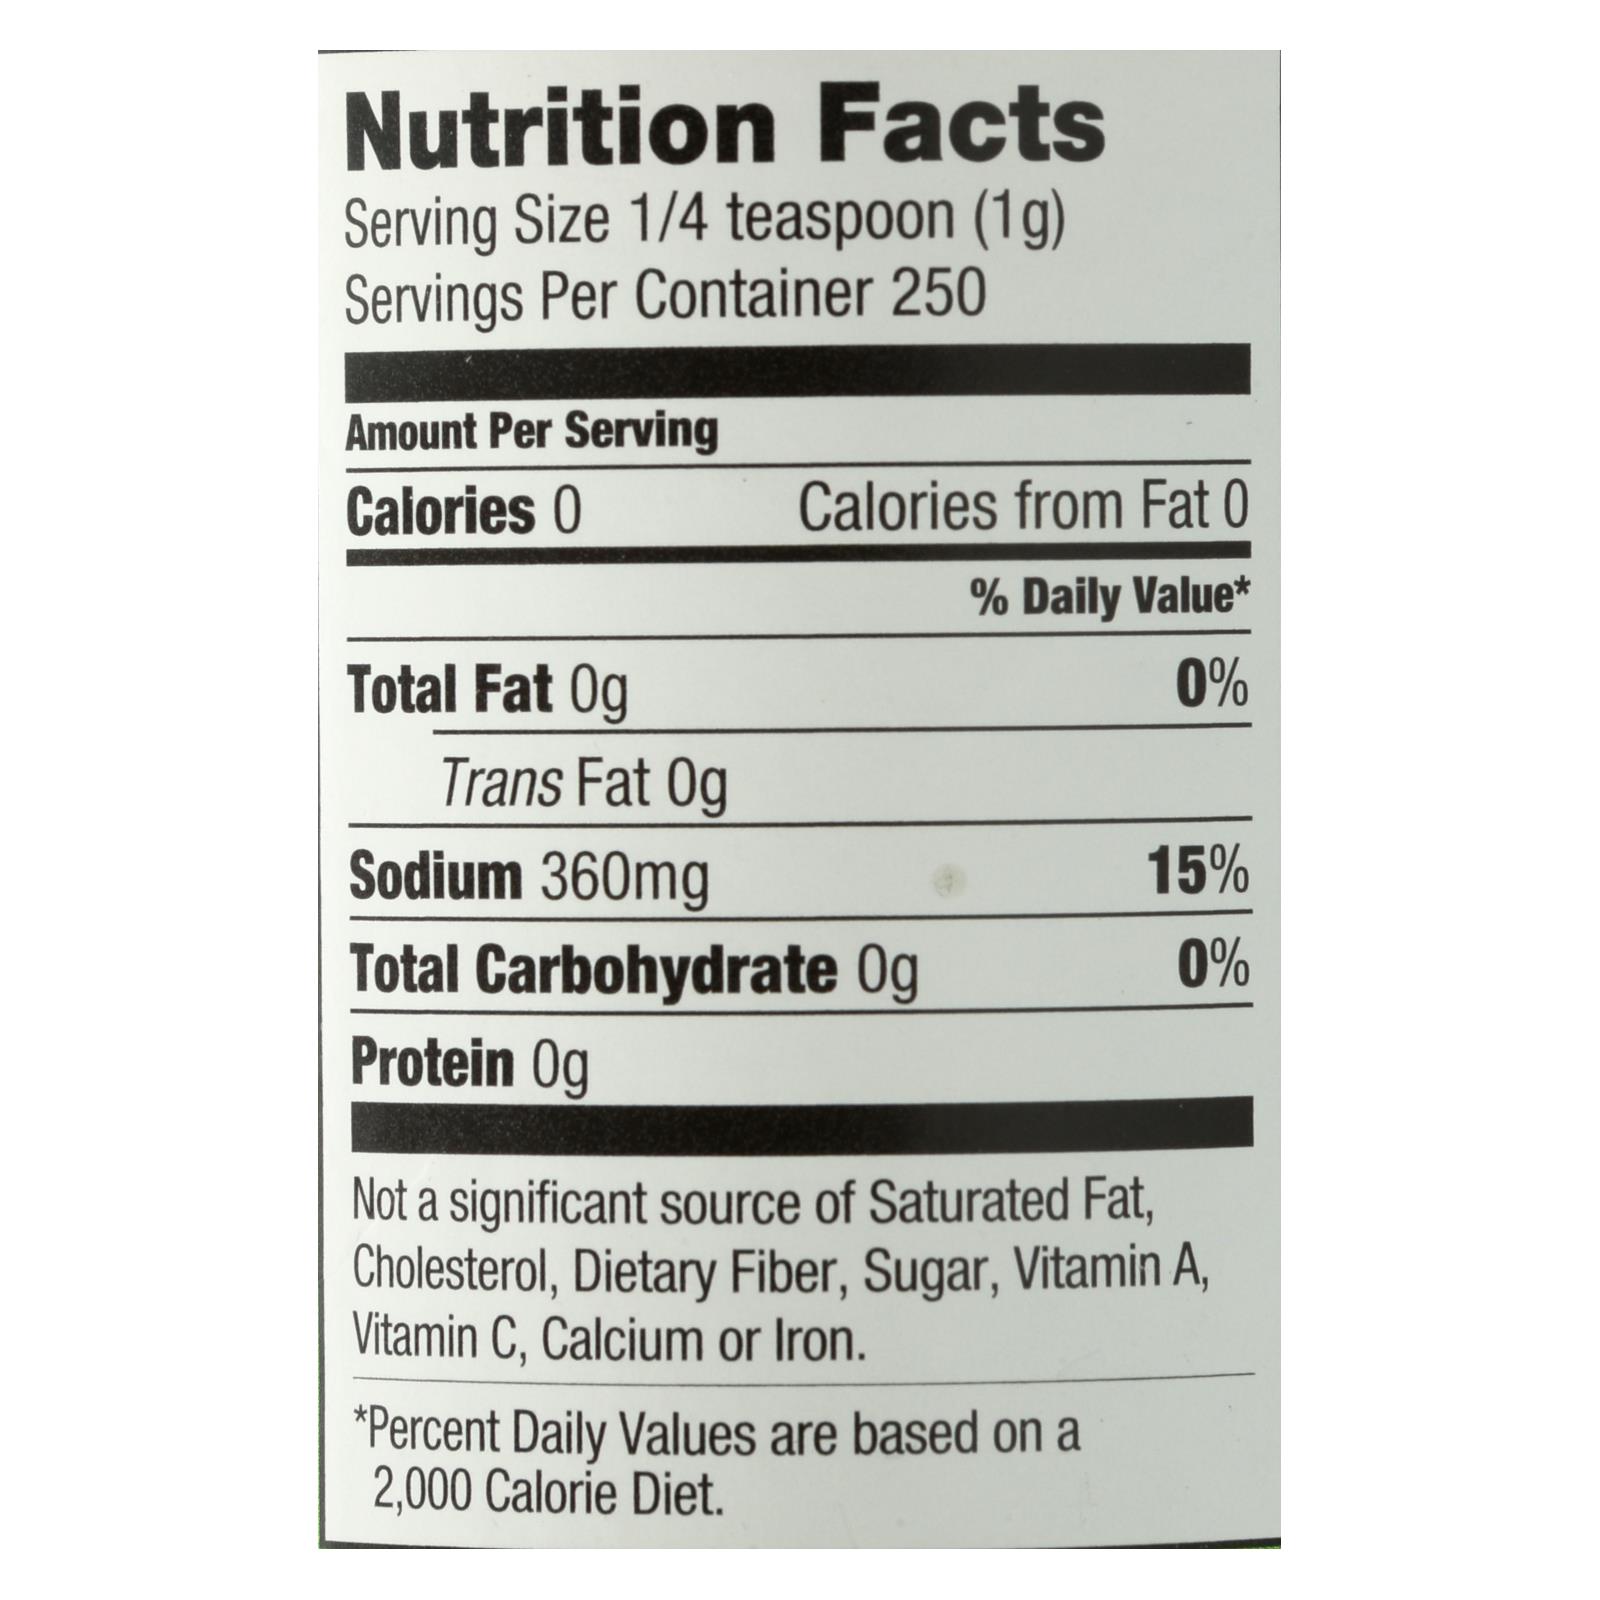 Nutrition Facts
Serving Size 1/4 teaspoon (1g)
Servings Per Container 250
Amount Per Serving
Calories 0 Calories from Fat 0
% Daily Value*
Total Fat 0g 0%
Trans Fat 0g
Sodium 360mg 15%
Total Carbohydrate 0g 0%
Protein 0g
Not a significant source of Saturated Fat,
Cholesterol, Dietary Fiber, Sugar, Vitamin A,
Vitamin C, Calcium or Iron.
*Percent Daily Values are based on a
2,000 Calorie Diet.